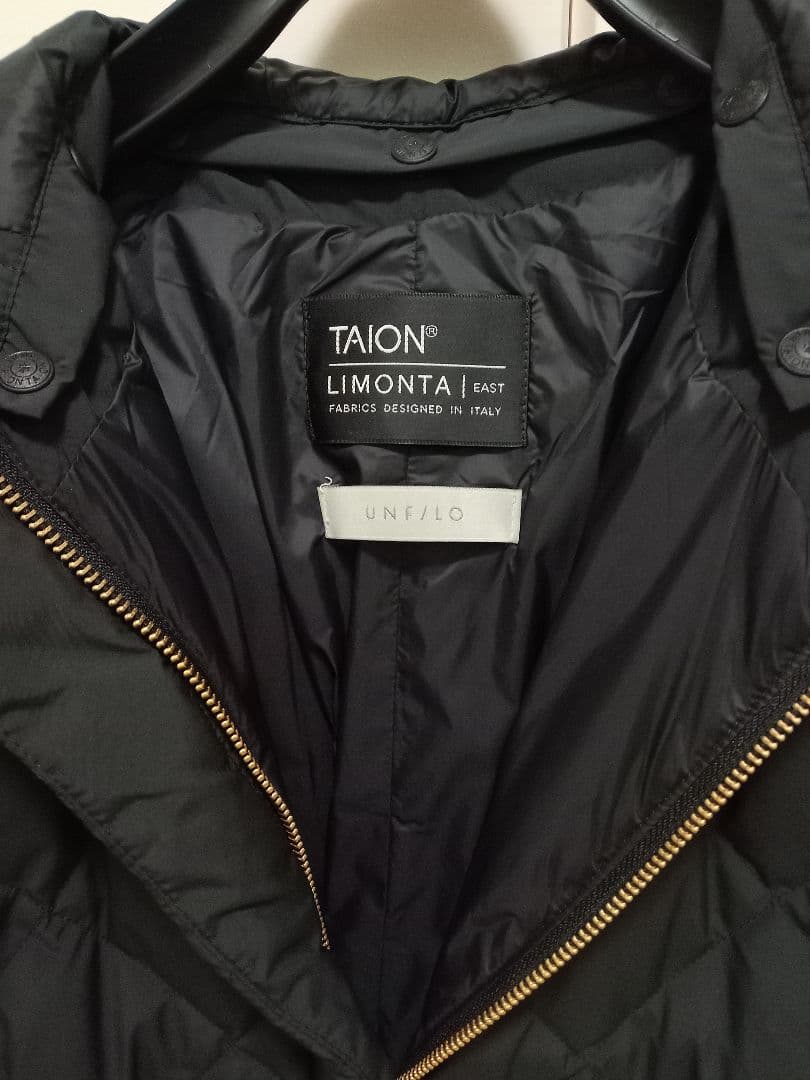 TAION®
LIMONTA | EAST
FABRICS DESIGNED IN ITALY
UNF/LO